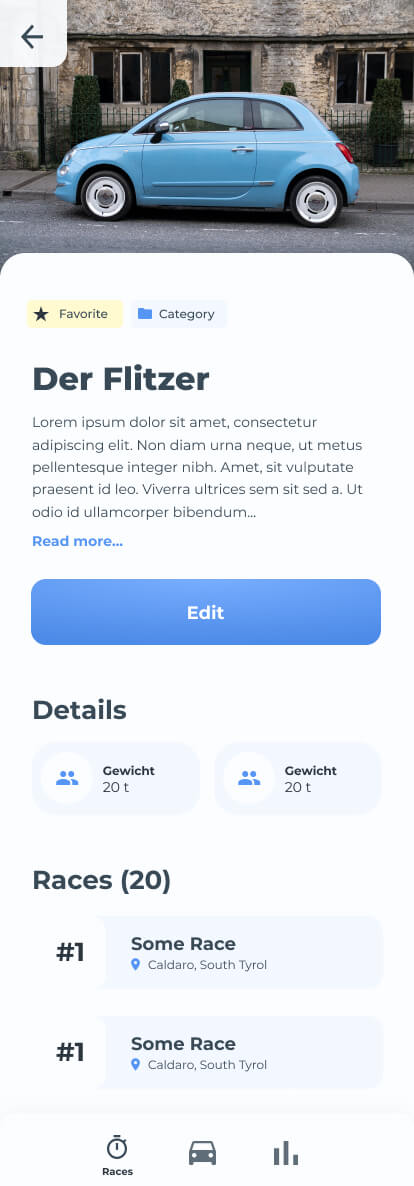 Favorite
Category
Der Flitzer
Lorem ipsum dolor sit amet, consectetur
adipiscing elit. Non diam urna neque, ut metus
pellentesque integer nibh. Amet, sit vulputate
praesent id leo. Viverra ultrices sem sit sed a. Ut
odio id ullamcorper bibendum...
Read more...
Edit
Details
Gewicht
20 t
Gewicht
20 t
Races (20)
#1
Some Race
Caldaro, South Tyrol
#1
Some Race
Caldaro, South Tyrol
Races